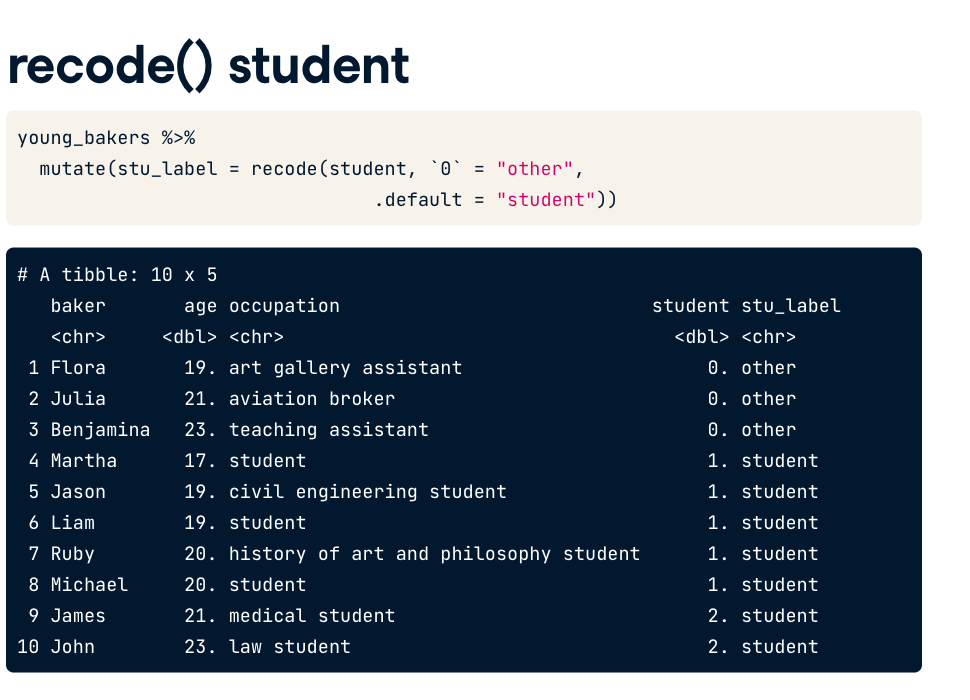 recode() student
young_bakers %>%
  mutate(stu_label = recode(student, `0` = "other",
                                .default = "student"))
# A tibble: 10 x 5
   baker       age occupation                            student stu_label
   <chr>     <dbl> <chr>                                   <dbl> <chr>
 1 Flora       19. art gallery assistant                      0. other
 2 Julia       21. aviation broker                            0. other
 3 Benjamina   23. teaching assistant                         0. other
 4 Martha      17. student                                    1. student
 5 Jason       19. civil engineering student                  1. student
 6 Liam        19. student                                    1. student
 7 Ruby        20. history of art and philosophy student      1. student
 8 Michael     20. student                                    1. student
 9 James       21. medical student                            2. student
10 John        23. law student                                2. student